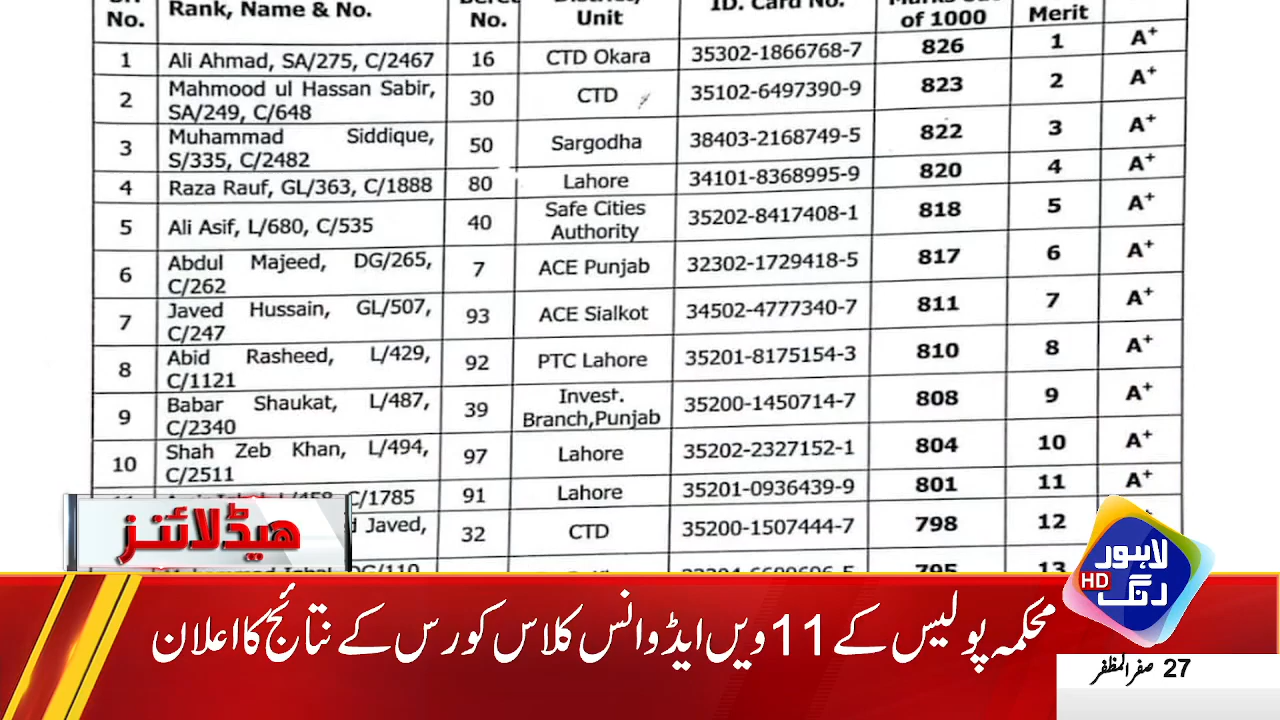 Rank, Name & No.
No.
No.
Unit
ID. Card No.
of 1000
Merit
1 Ali Ahmad, SA/275, C/2467 16 CTD Okara 35302-1866768-7 826 1 A+
2 Mahmood ul Hassan Sabir, SA/249, C/648 30 CTD 35102-6497390-9 823 2 A+
3 Muhammad Siddique, S/335, C/2482 50 Sargodha 38403-2168749-5 822 3 A+
4 Raza Rauf, GL/363, C/1888 80 Lahore 34101-8368995-9 820 4 A+
5 Ali Asif, L/680, C/535 40 Safe Cities Authority 35202-8417408-1 818 5 A+
6 Abdul Majeed, DG/265, C/262 7 ACE Punjab 32302-1729418-5 817 6 A+
7 Javed Hussain, GL/507, C/247 93 ACE Sialkot 34502-4777340-7 811 7 A+
8 Abid Rasheed, L/429, C/1121 92 PTC Lahore 35201-8175154-3 810 8 A+
9 Babar Shaukat, L/487, C/2340 39 Invest. Branch,Punjab 35200-1450714-7 808 9 A+
10 Shah Zeb Khan, L/494, C/2511 97 Lahore 35202-2327152-1 804 10 A+
C/1785 91 Lahore 35201-0936439-9 801 11 A+
Javed, 32 CTD 35200-1507444-7 798 12
795 13
ہیڈلائنز
لاہور
رنگ
HD
محکمہ پولیس کے 11 ویں ایڈوانس کلاس کورس کے نتائج کا اعلان
27 صفر المظفر